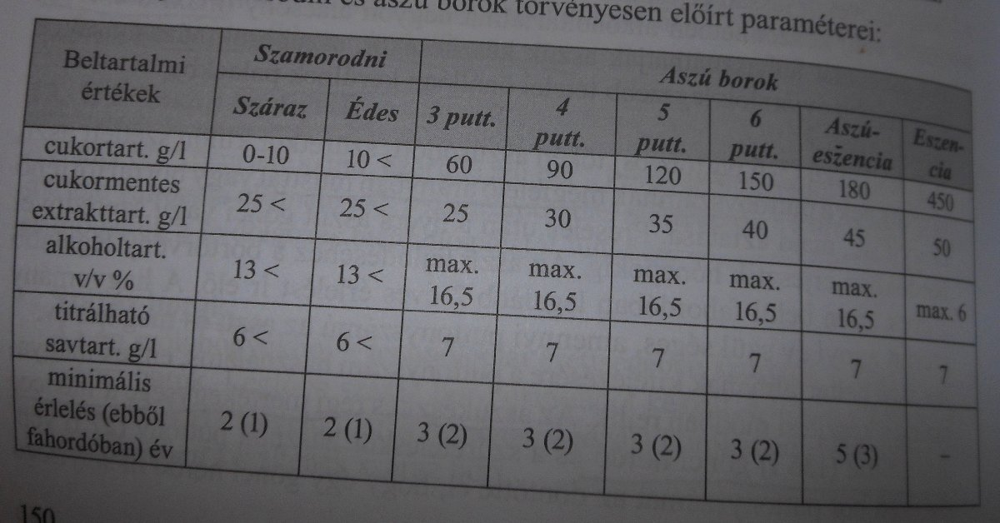 és aszú borok törvényesen előírt paraméterei:
Beltartalmi értékek Szamorodni Aszú borok
Száraz Édes 3 putt. 4 putt. 5 putt. 6 putt. Aszú-eszencia Eszen-cia
cukortart. g/l 0-10 10 < 60 90 120 150 180 450
cukormentes extrakttart. g/l 25 < 25 < 25 30 35 40 45 50
alkoholtart. v/v % 13 < 13 < max. 16,5 max. 16,5 max. 16,5 max. 16,5 max. 16,5 max. 6
titrálható savtart. g/l 6 < 6 < 7 7 7 7 7 7
minimális érlelés (ebből fahordóban) év 2 (1) 2 (1) 3 (2) 3 (2) 3 (2) 3 (2) 5 (3) –
150